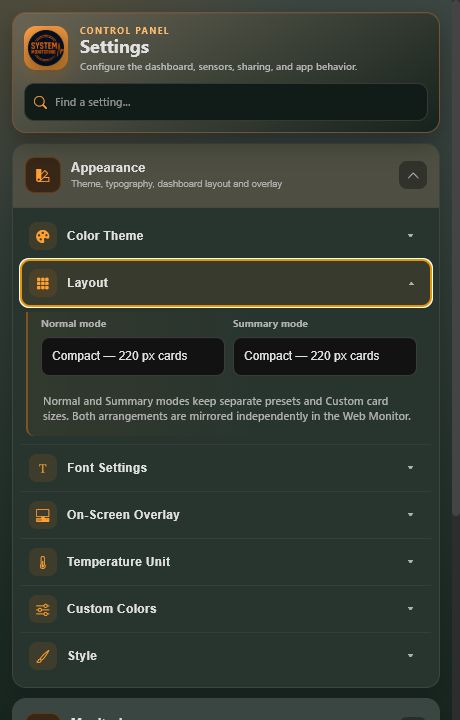 SYSTEM
MONITORING
CONTROL PANEL
Settings
Configure the dashboard, sensors, sharing, and app behavior.
Find a setting...
Appearance
Theme, typography, dashboard layout and overlay
Color Theme
Layout
Normal mode
Summary mode
Compact — 220 px cards
Compact — 220 px cards
Normal and Summary modes keep separate presets and Custom card
sizes. Both arrangements are mirrored independently in the Web Monitor.
T
Font Settings
On-Screen Overlay
Temperature Unit
Custom Colors
Style